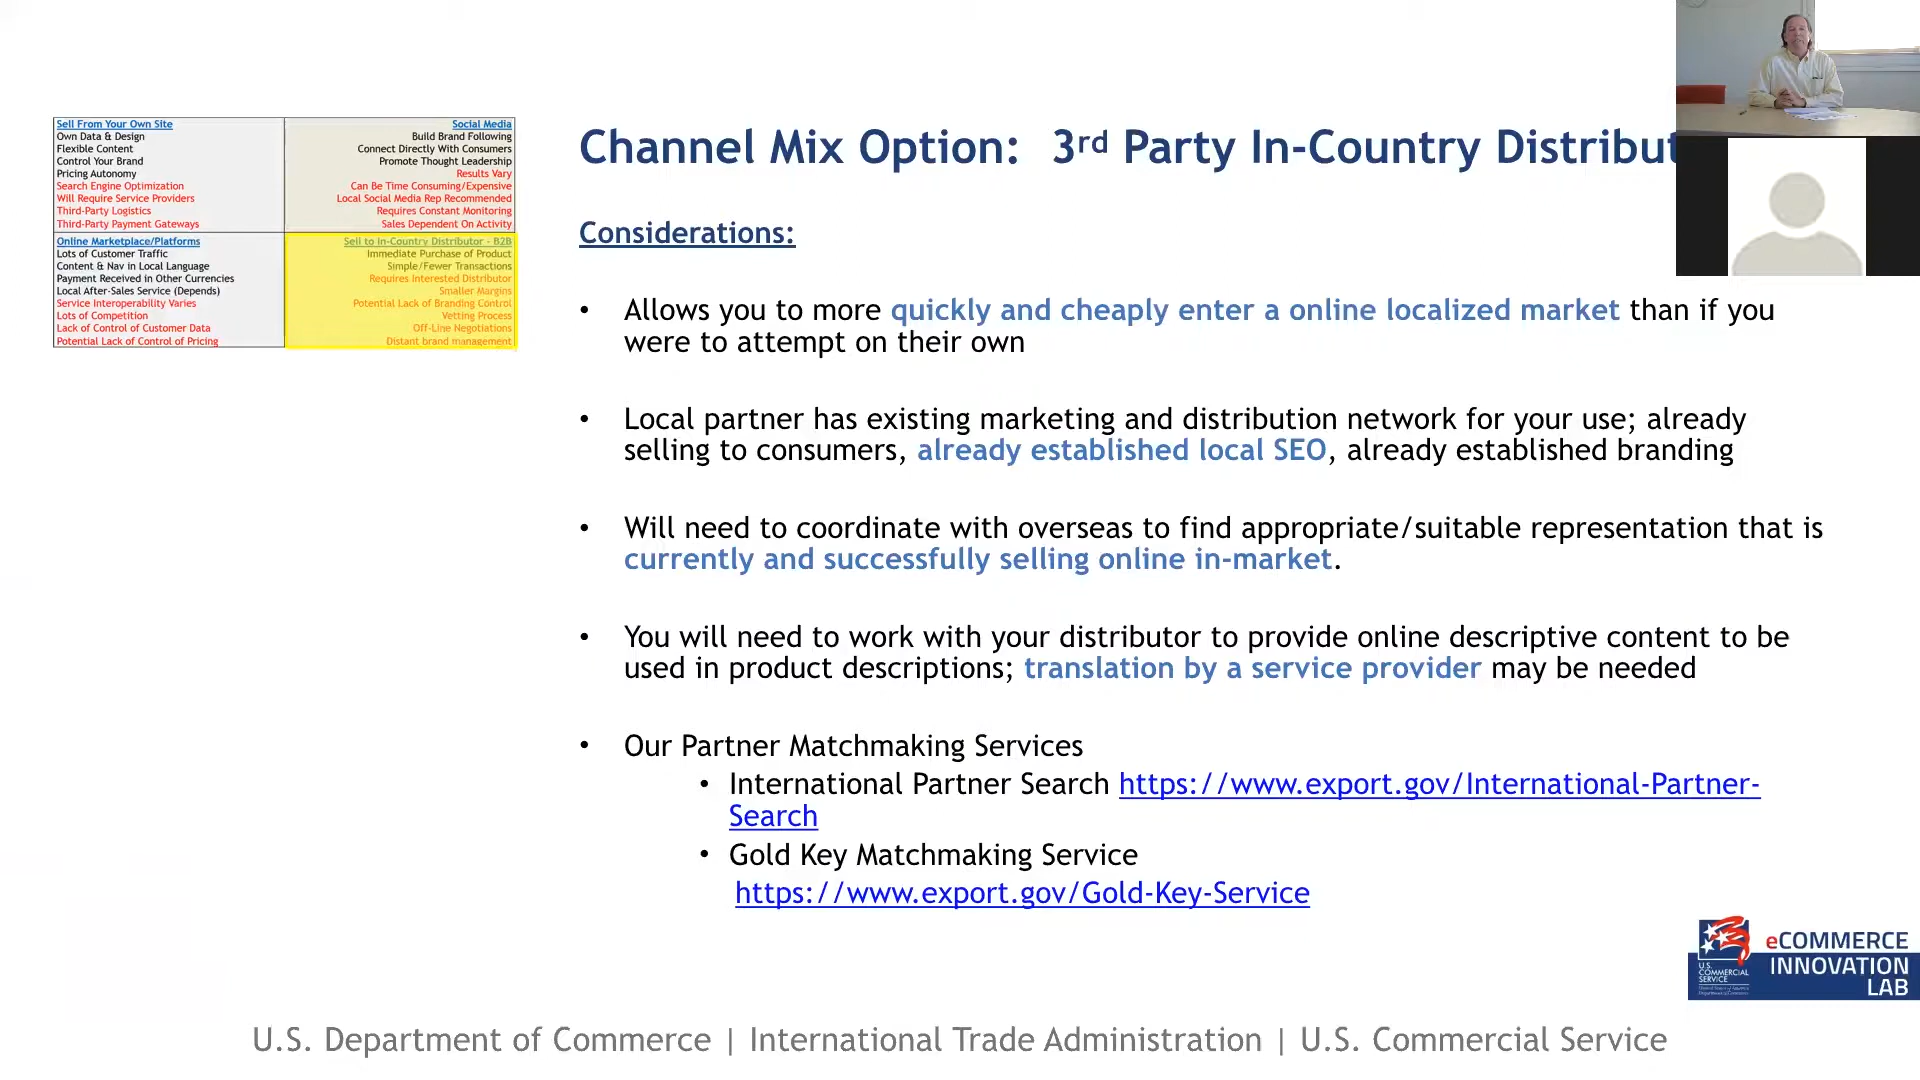 Sell From Your Own Site
Own Data & Design
Flexible Content
Control Your Brand
Pricing Autonomy
Search Engine Optimization
Will Require Service Providers
Third-Party Logistics
Third-Party Payment Gateways
Social Media
Build Brand Following
Connect Directly With Consumers
Promote Thought Leadership
Results Vary
Can Be Time Consuming/Expensive
Local Social Media Rep Recommended
Requires Constant Monitoring
Sales Dependent On Activity
Online Marketplace/Platforms
Lots of Customer Traffic
Content & Nav in Local Language
Payment Received in Other Currencies
Local After-Sales Service (Depends)
Service Interoperability Varies
Lots of Competition
Lack of Control of Customer Data
Potential Lack of Control of Pricing
Sell to In-Country Distributor - B2B
Immediate Purchase of Product
Simple/Fewer Transactions
Requires Interested Distributor
Smaller Margins
Potential Lack of Branding Control
Vetting Process
Off-Line Negotiations
Distant brand management
Channel Mix Option: 3rd Party In-Country Distribut
Considerations:
• Allows you to more quickly and cheaply enter a online localized market than if you
were to attempt on their own
• Local partner has existing marketing and distribution network for your use; already
selling to consumers, already established local SEO, already established branding
• Will need to coordinate with overseas to find appropriate/suitable representation that is
currently and successfully selling online in-market.
• You will need to work with your distributor to provide online descriptive content to be
used in product descriptions; translation by a service provider may be needed
• Our Partner Matchmaking Services
• International Partner Search https://www.export.gov/International-Partner-
Search
• Gold Key Matchmaking Service
https://www.export.gov/Gold-Key-Service
U.S.
COMMERCIAL
SERVICE
eCOMMERCE
INNOVATION
LAB
U.S. Department of Commerce | International Trade Administration | U.S. Commercial Service